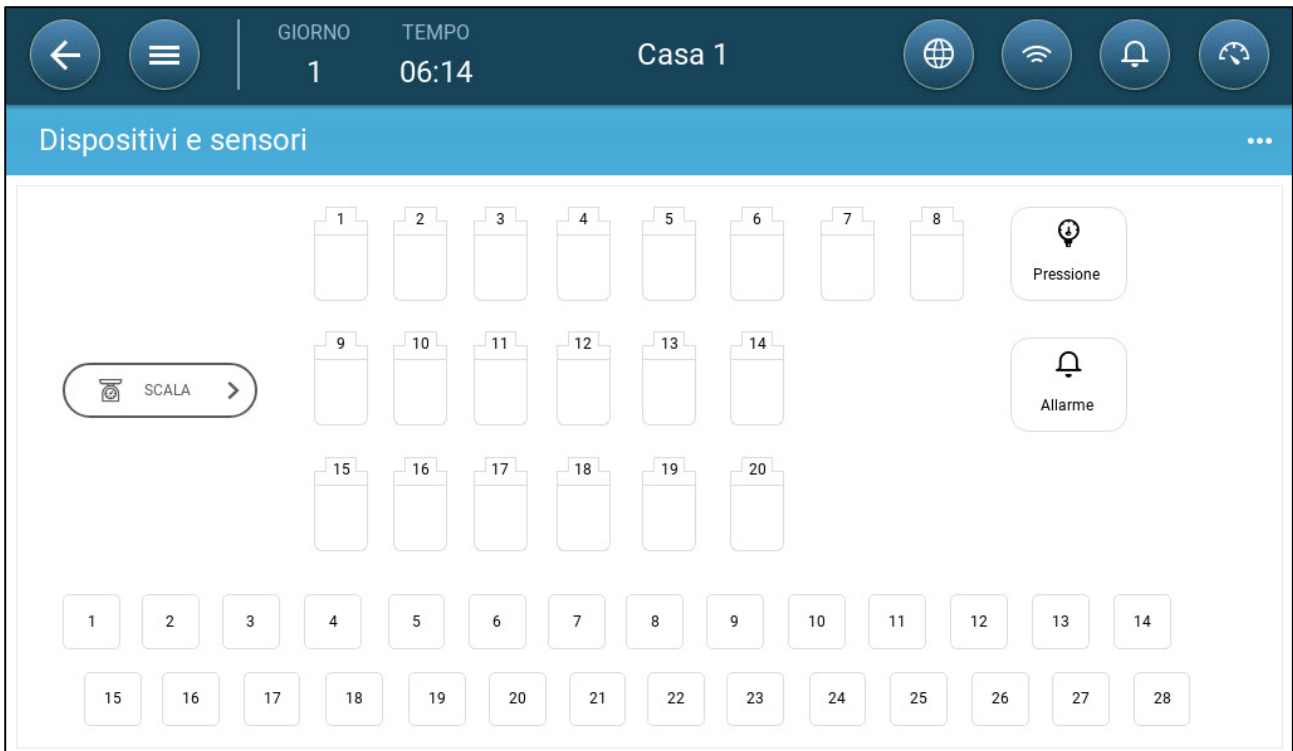 GIORNO TEMPO
1 06:14 Casa 1
Dispositivi e sensori
1 2 3 4 5 6 7 8
Pressione
9 10 11 12 13 14
SCALA
Allarme
15 16 17 18 19 20
1 2 3 4 5 6 7 8 9 10 11 12 13 14
15 16 17 18 19 20 21 22 23 24 25 26 27 28